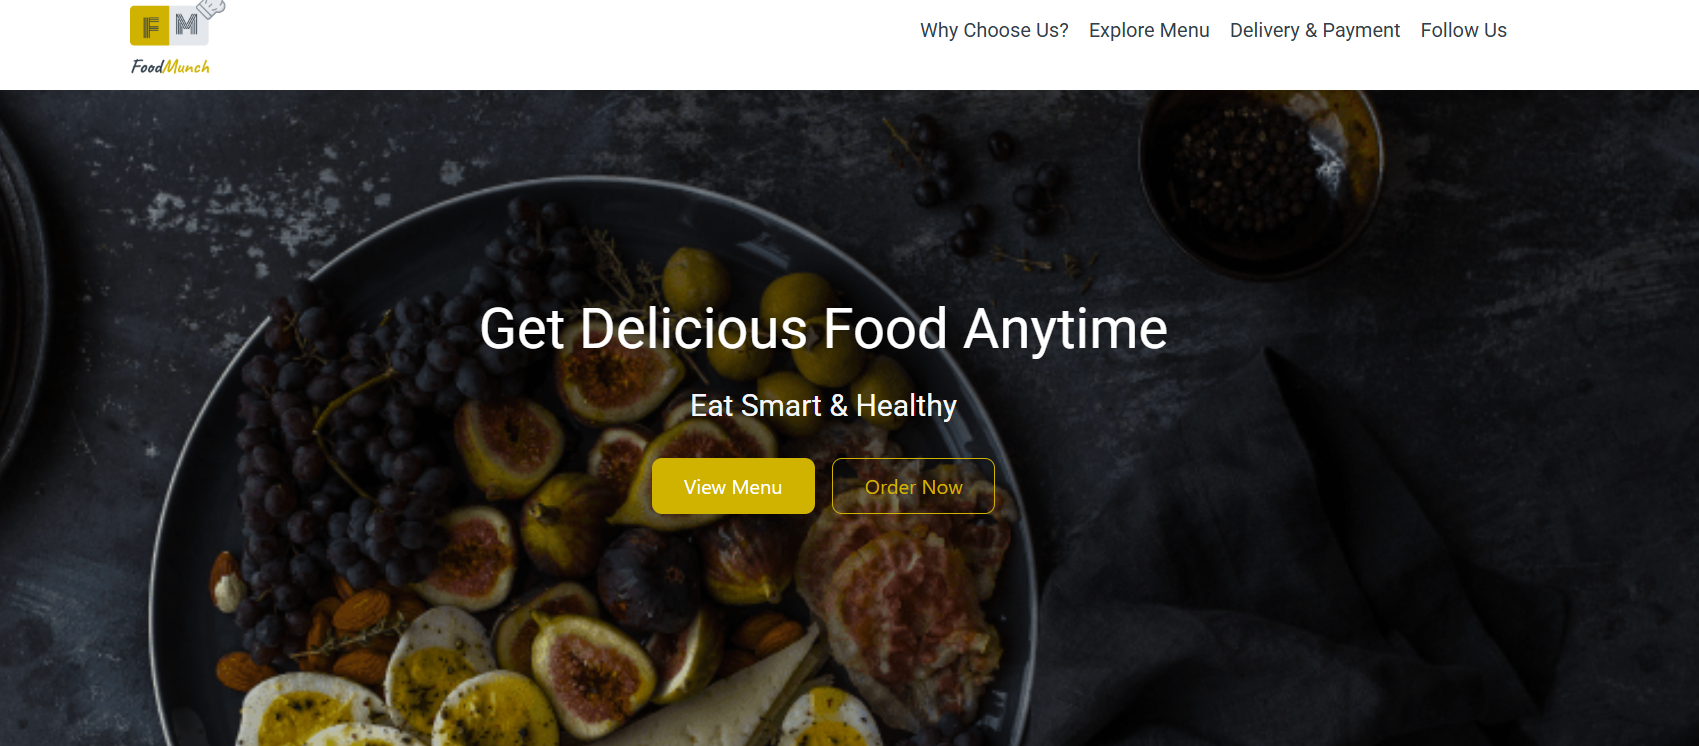 F M
FoodMunch
Why Choose Us? Explore Menu Delivery & Payment Follow Us
Get Delicious Food Anytime
Eat Smart & Healthy
View Menu Order Now